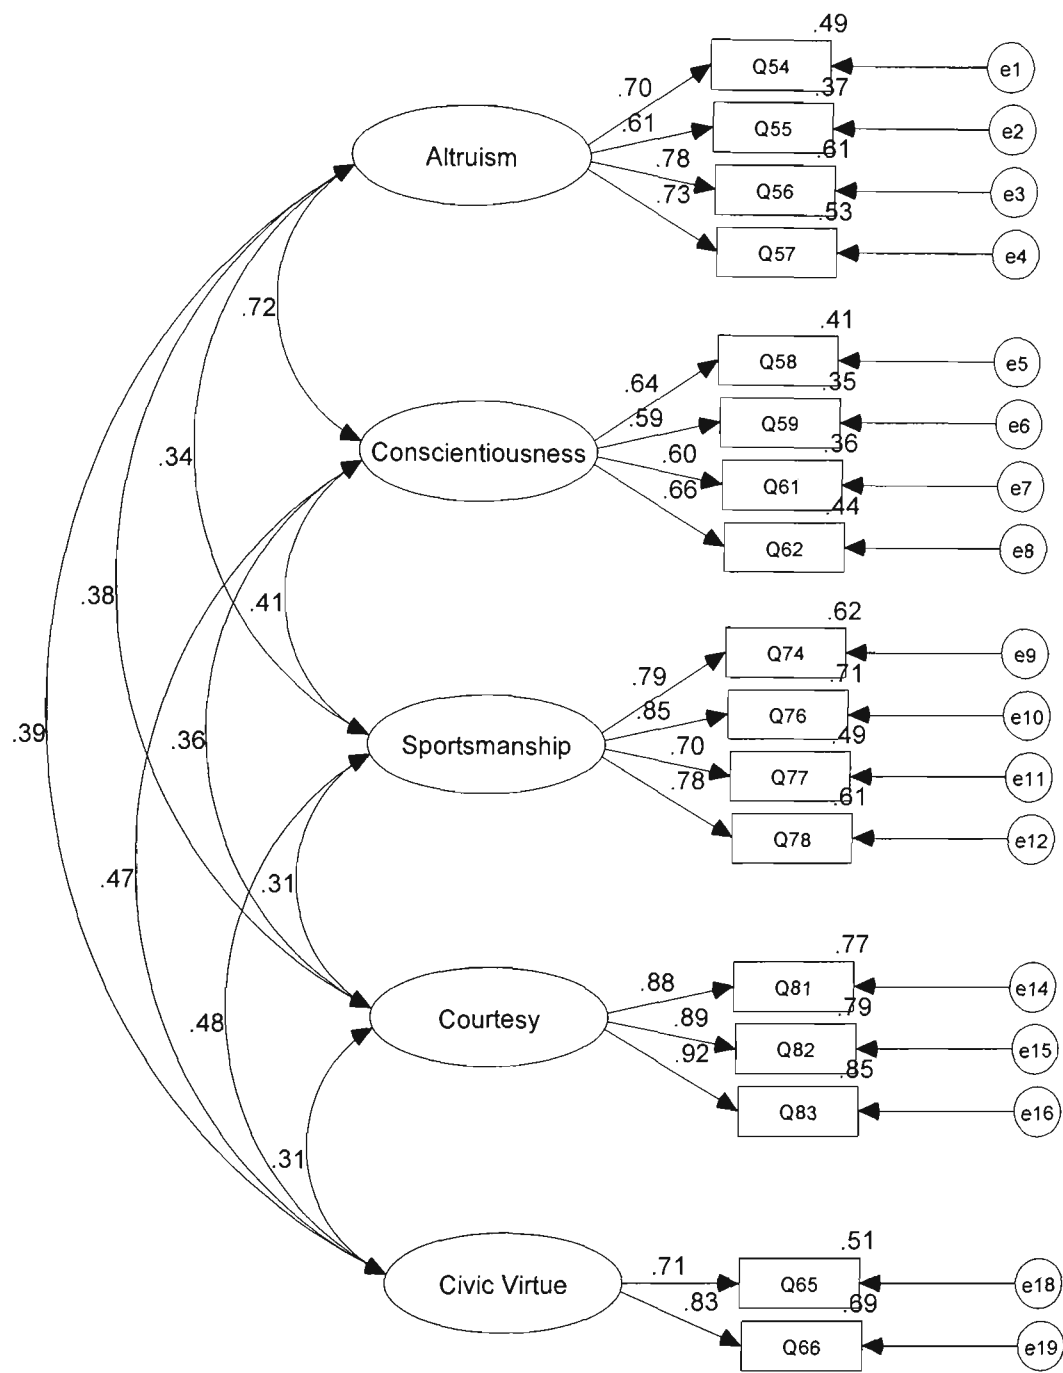 .49
Q54
e1
.70
.37
.61
Q55
e2
Altruism
.78
.61
.73
Q56
e3
.53
Q57
e4
.72
.41
Q58
e5
.64
.35
.59
Q59
e6
Conscientiousness
.60
.36
.34
.66
Q61
e7
.44
Q62
e8
.38
.41
.62
Q74
e9
.79
.71
.85
Q76
e10
.39
.36
Sportsmanship
.70
.49
.78
Q77
e11
.61
Q78
e12
.47
.31
.77
.88
Q81
e14
.79
.48
Courtesy
.89
.92
Q82
e15
.85
Q83
e16
.31
.51
.71
Q65
e18
Civic Virtue
.83
.69
Q66
e19